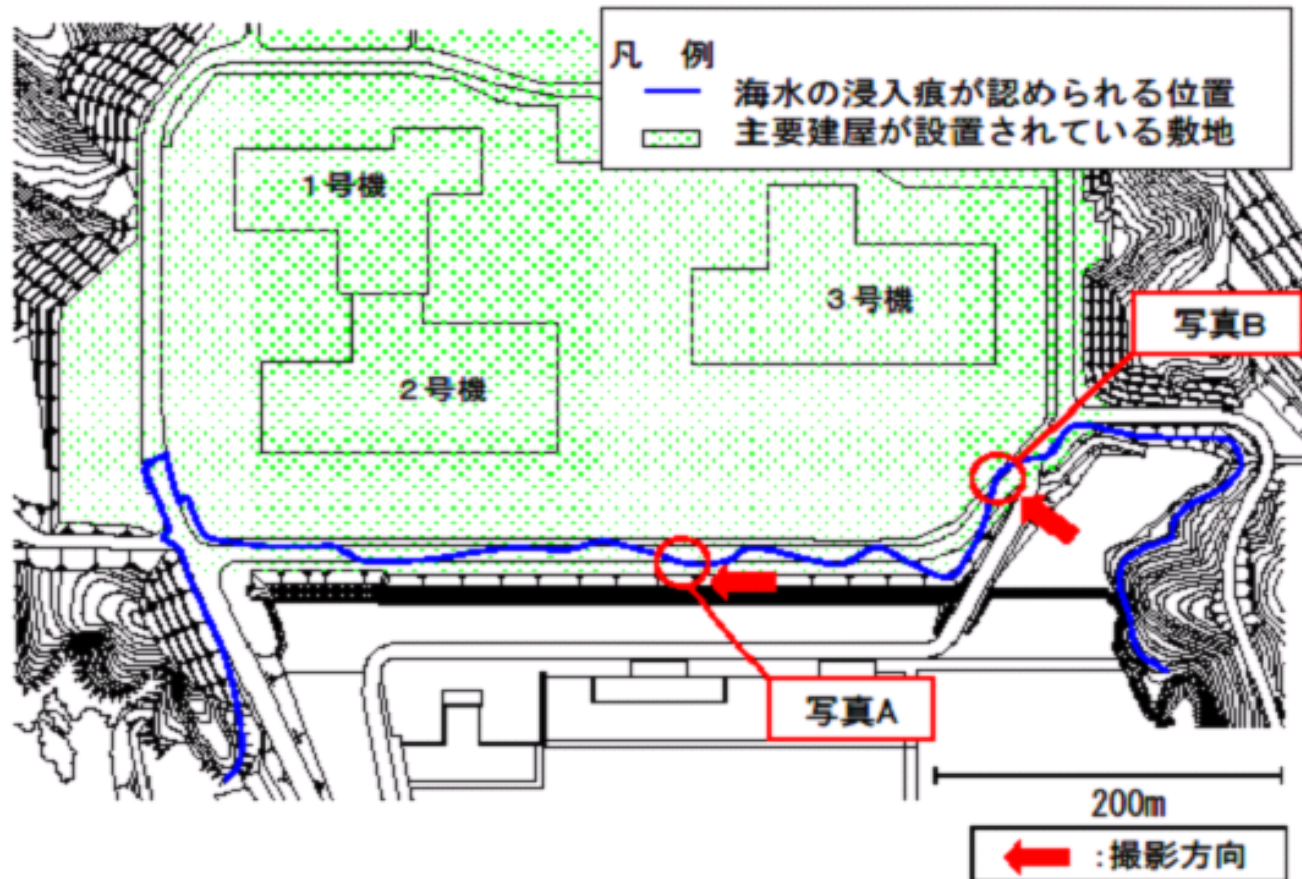 凡 例
海水の浸入痕が認められる位置
主要建屋が設置されている敷地
1号機
3号機
写真B
2号機
写真A
200m
:撮影方向